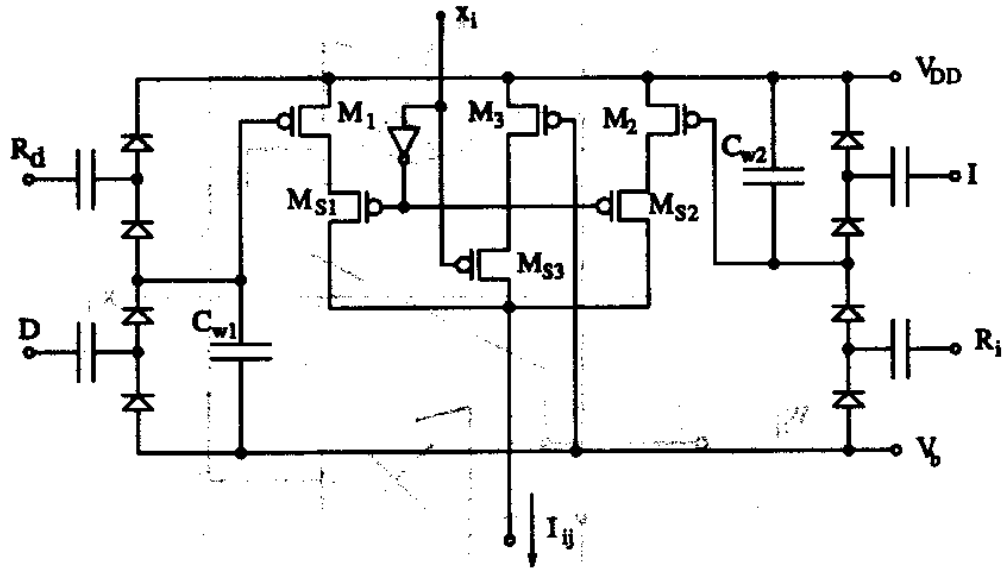 x_i
V_DD
M_1
M_3
M_2
R_d
C_w2
I
M_S1
M_S2
M_S3
D
C_w1
R_i
V_b
I_ij